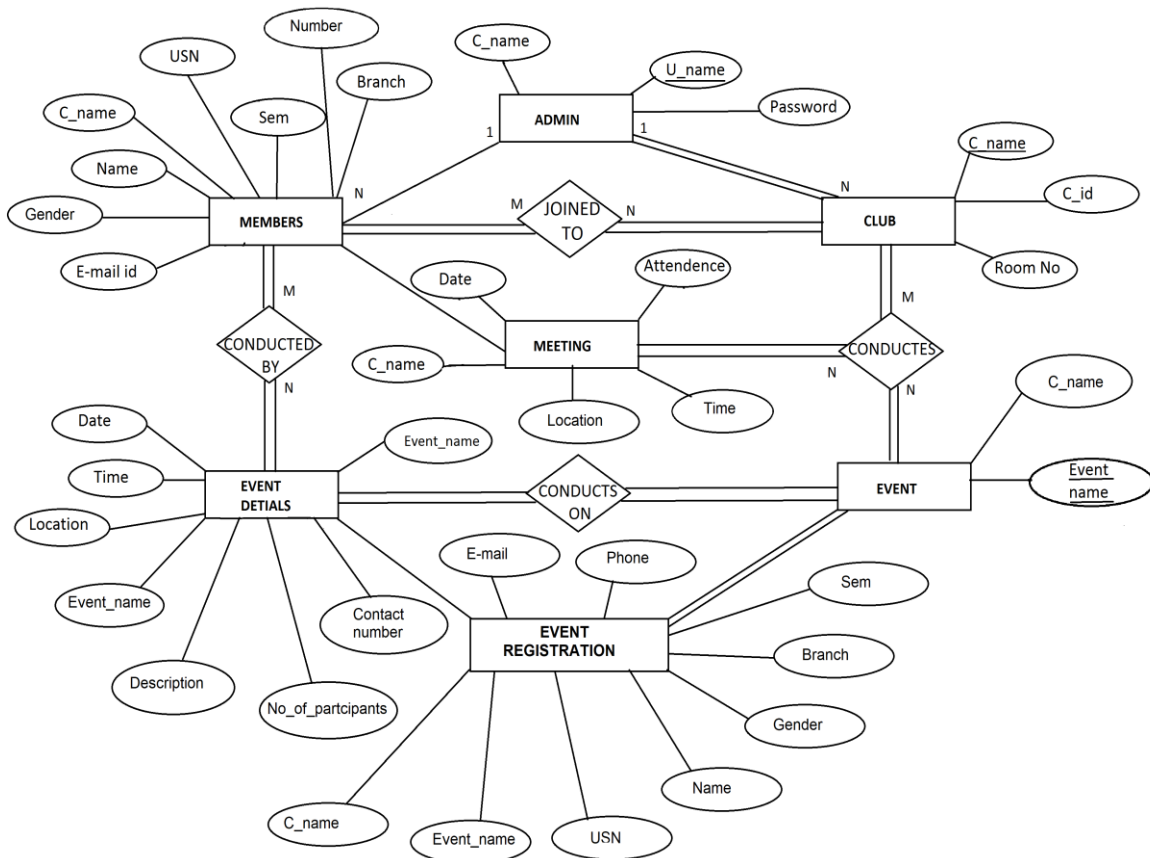 Number
C_name
USN
U_name
Branch
Password
C_name
Sem
ADMIN
1
1
C_name
Name
N
N
C_id
Gender
MEMBERS
M
JOINED
TO
N
CLUB
E-mail id
Room No
Date
Attendence
M
M
CONDUCTED
BY
MEETING
CONDUCTES
C_name
N
N
N
C_name
Location
Time
Date
Event_name
Time
EVENT
DETIALS
CONDUCTS
ON
EVENT
Event
name
Location
E-mail
Phone
Sem
Event_name
Contact
number
EVENT
REGISTRATION
Branch
Description
No_of_partcipants
Gender
Name
C_name
Event_name
USN